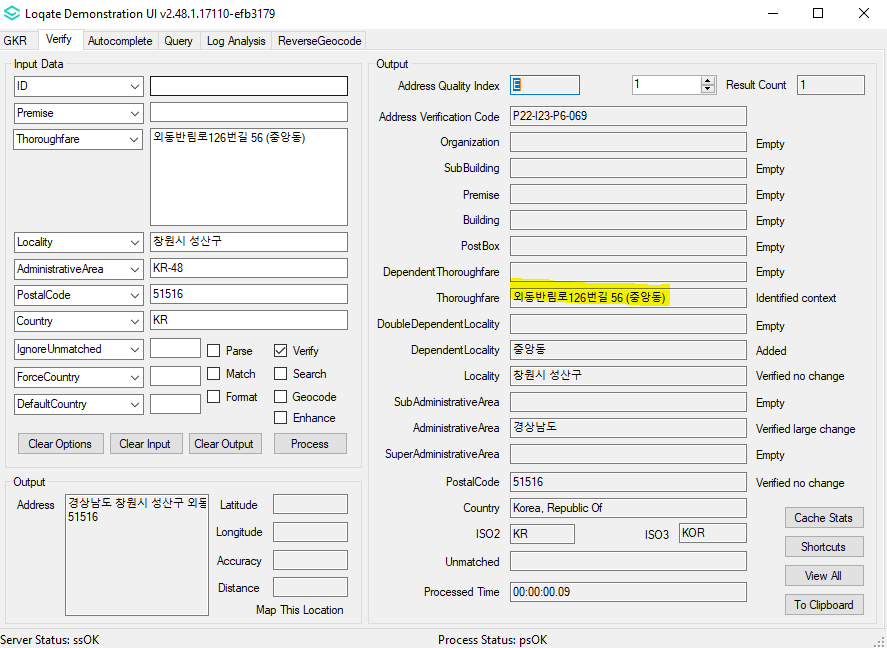 Loqate Demonstration UI v2.48.1.17110-efb3179
GKR Verify Autocomplete Query Log Analysis ReverseGeocode
Input Data
ID
Premise
Thoroughfare 외동반림로126번길 56 (중앙동)
Locality 창원시 성산구
AdministrativeArea KR-48
PostalCode 51516
Country KR
IgnoreUnmatched Parse Verify
ForceCountry Match Search
DefaultCountry Format Geocode
Enhance
Clear Options Clear Input Clear Output Process
Output
Address 경상남도 창원시 성산구 외동
51516
Latitude
Longitude
Accuracy
Distance
Map This Location
Output
Address Quality Index E 1 Result Count 1
Address Verification Code P22-I23-P6-069
Organization Empty
SubBuilding Empty
Premise Empty
Building Empty
PostBox Empty
DependentThoroughfare Empty
Thoroughfare 외동반림로126번길 56 (중앙동) Identified context
DoubleDependentLocality Empty
DependentLocality 중앙동 Added
Locality 창원시 성산구 Verified no change
SubAdministrativeArea Empty
AdministrativeArea 경상남도 Verified large change
SuperAdministrativeArea Empty
PostalCode 51516 Verified no change
Country Korea, Republic Of
ISO2 KR ISO3 KOR
Unmatched
Processed Time 00:00:00.09
Cache Stats
Shortcuts
View All
To Clipboard
Server Status: ssOK Process Status: psOK